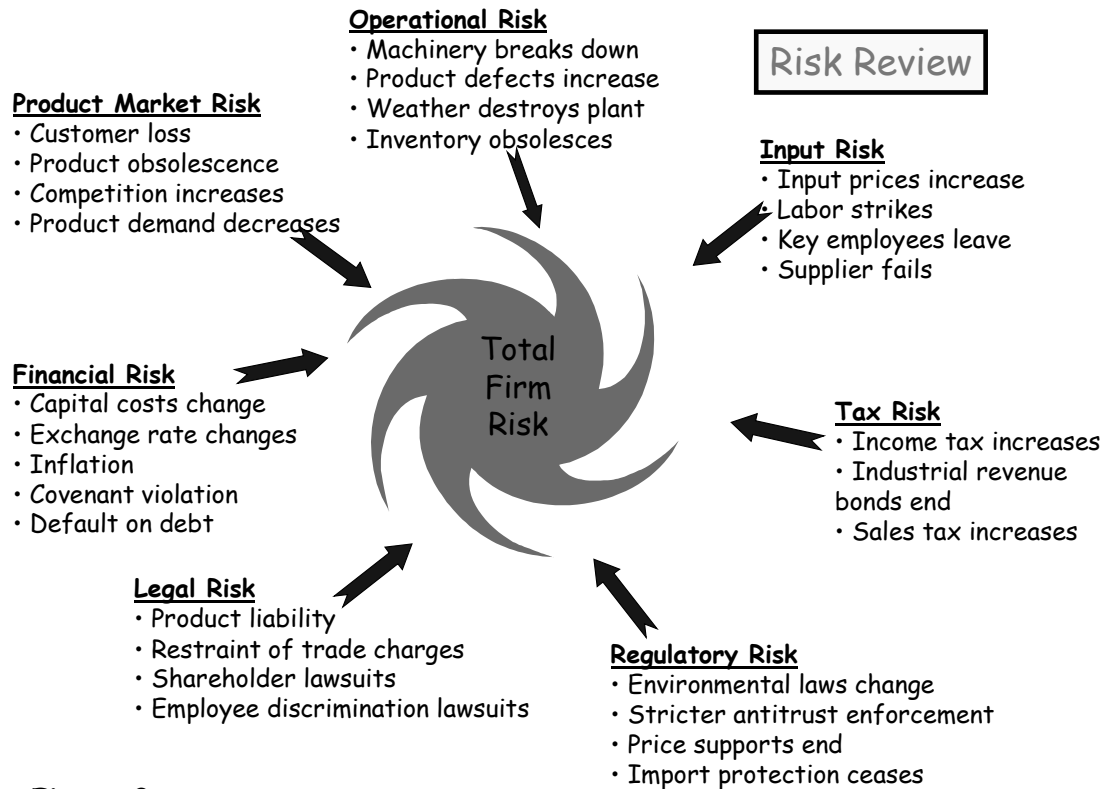 Operational Risk
• Machinery breaks down
• Product defects increase
• Weather destroys plant
• Inventory obsolesces
Risk Review
Product Market Risk
• Customer loss
• Product obsolescence
• Competition increases
• Product demand decreases
Input Risk
• Input prices increase
• Labor strikes
• Key employees leave
• Supplier fails
Total
Firm
Risk
Financial Risk
• Capital costs change
• Exchange rate changes
• Inflation
• Covenant violation
• Default on debt
Tax Risk
• Income tax increases
• Industrial revenue
bonds end
• Sales tax increases
Legal Risk
• Product liability
• Restraint of trade charges
• Shareholder lawsuits
• Employee discrimination lawsuits
Regulatory Risk
• Environmental laws change
• Stricter antitrust enforcement
• Price supports end
• Import protection ceases